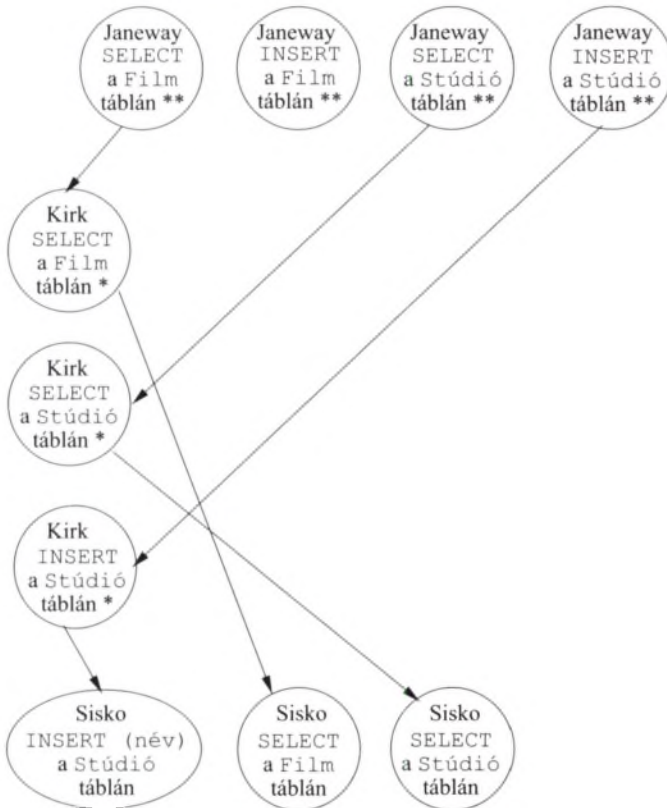 Janeway
SELECT
a Film
táblán **
Janeway
INSERT
a Film
táblán **
Janeway
SELECT
a Stúdió
táblán **
Janeway
INSERT
a Stúdió
táblán **
Kirk
SELECT
a Film
táblán *
Kirk
SELECT
a Stúdió
táblán *
Kirk
INSERT
a Stúdió
táblán *
Sisko
INSERT (név)
a Stúdió
táblán
Sisko
SELECT
a Film
táblán
Sisko
SELECT
a Stúdió
táblán